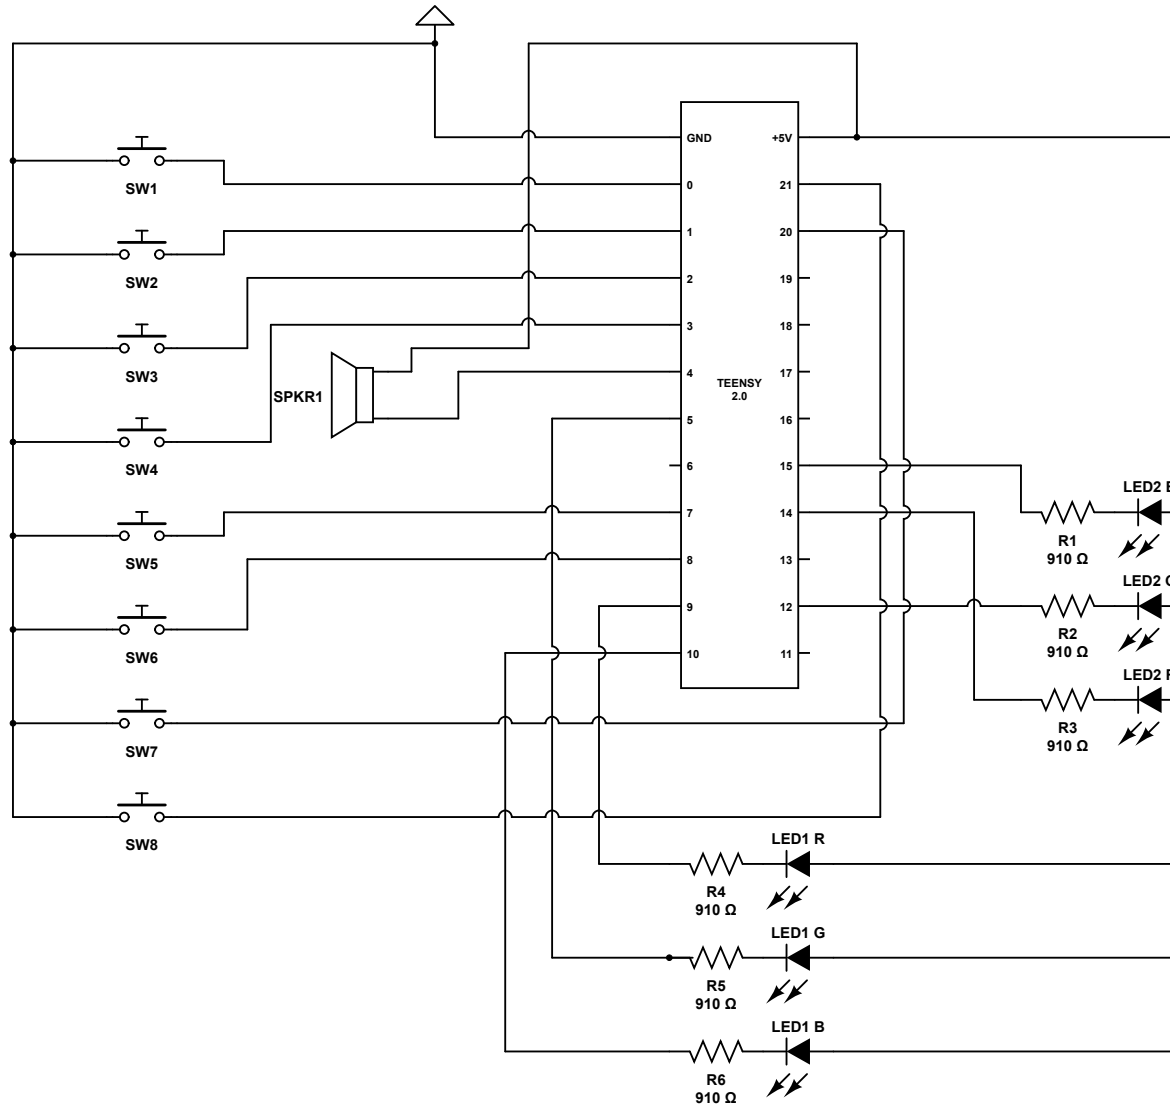 GND
+5V
SW1
0
21
1
20
SW2
2
19
3
18
SW3
SPKR1
4
17
TEENSY
2.0
5
16
SW4
6
15
LED2
7
14
R1
910 Ω
SW5
8
13
9
12
LED2
R2
910 Ω
SW6
10
11
LED2
R3
910 Ω
SW7
SW8
LED1 R
R4
910 Ω
LED1 G
R5
910 Ω
LED1 B
R6
910 Ω